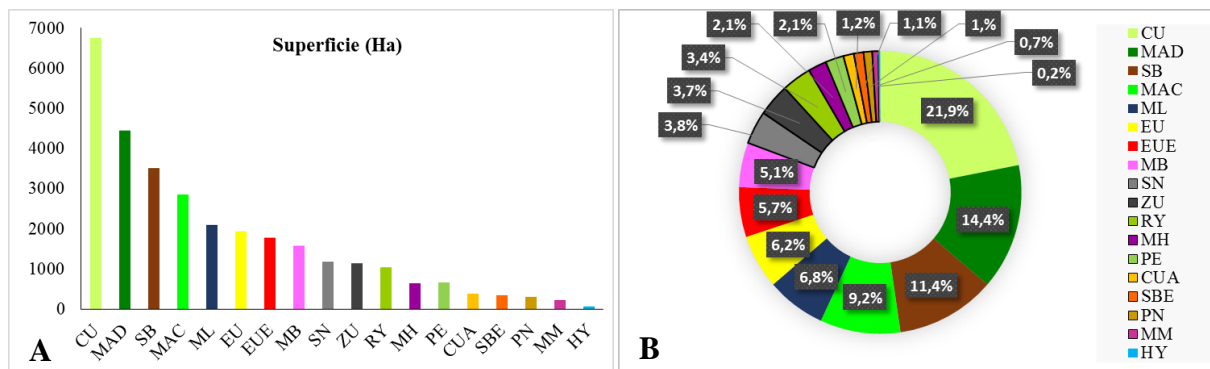 A
Superficie (Ha)
7000
6000
5000
4000
3000
2000
1000
0
CU
MAD
SB
MAC
ML
EU
EUE
MB
SN
ZU
RY
MH
PE
CUA
SBE
PN
MM
HY
B
21,9%
14,4%
11,4%
9,2%
6,8%
6,2%
5,7%
5,1%
3,8%
3,7%
3,4%
2,1%
2,1%
1,2%
1,1%
1,%
0,7%
0,2%
CU
MAD
SB
MAC
ML
EU
EUE
MB
SN
ZU
RY
MH
PE
CUA
SBE
PN
MM
HY